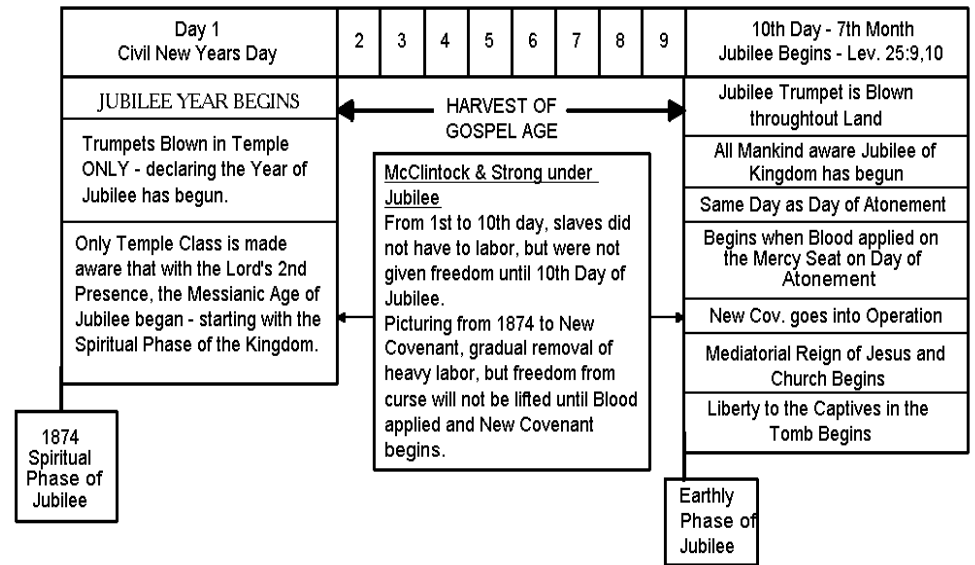 Day 1
Civil New Years Day
2
3
4
5
6
7
8
9
10th Day - 7th Month
Jubilee Begins - Lev. 25:9,10
JUBILEE YEAR BEGINS
Trumpets Blown in Temple
ONLY - declaring the Year of
Jubilee has begun.
Only Temple Class is made
aware that with the Lord's 2nd
Presence, the Messianic Age of
Jubilee began - starting with the
Spiritual Phase of the Kingdom.
1874
Spiritual
Phase of
Jubilee
HARVEST OF
GOSPEL AGE
McClintock & Strong under
Jubilee
From 1st to 10th day, slaves did
not have to labor, but were not
given freedom until 10th Day of
Jubilee.
Picturing from 1874 to New
Covenant, gradual removal of
heavy labor, but freedom from
curse will not be lifted until Blood
applied and New Covenant
begins.
Jubilee Trumpet is Blown
throughtout Land
All Mankind aware Jubilee of
Kingdom has begun
Same Day as Day of Atonement
Begins when Blood applied on
the Mercy Seat on Day of
Atonement
New Cov. goes into Operation
Mediatorial Reign of Jesus and
Church Begins
Liberty to the Captives in the
Tomb Begins
Earthly
Phase of
Jubilee